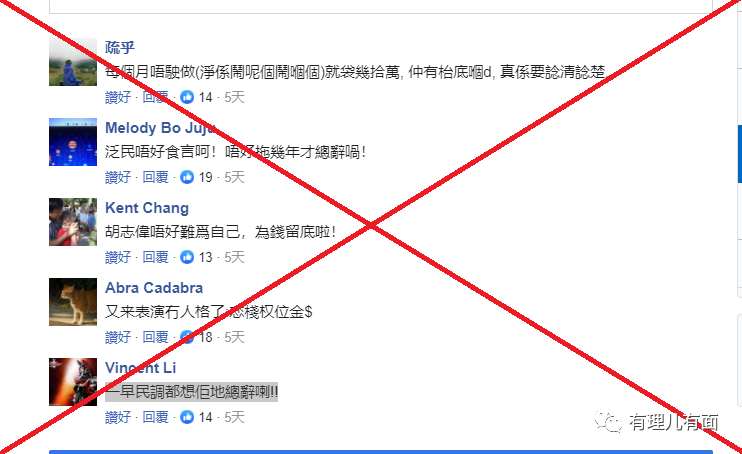 疏乎
每個月唔駛做(淨係鬧呢個鬧嗰個)就袋幾拾萬, 仲有枱底嗰d, 真係要諗清諗楚
讚好 · 回覆 · 14 · 5天
Melody Bo Juju
泛民唔好食言呵！唔好拖幾年才總辭喎！
讚好 · 回覆 · 19 · 5天
Kent Chang
胡志偉唔好難爲自己，為錢留底啦！
讚好 · 回覆 · 13 · 5天
Abra Cadabra
又来表演冇人格了,恋棧权位金$
讚好 · 回覆 · 18 · 5天
Vincent Li
一早民調都想佢地總辭喇!!
讚好 · 回覆 · 14 · 5天
有理儿有面